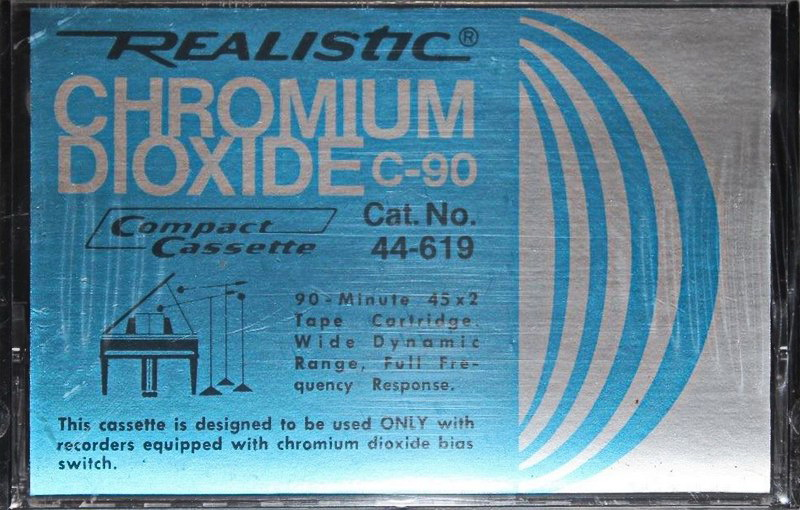 REALISTIC®
CHROMIUM
DIOXIDE C-90
Compact
Cassette
Cat. No.
44-619
90-Minute 45x2
Tape Cartridge.
Wide Dynamic
Range, Full Fre-
quency Response.
This cassette is designed to be used ONLY with
recorders equipped with chromium dioxide bias
switch.